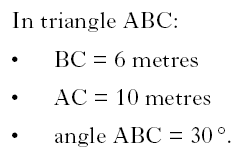 In triangle ABC:
• BC = 6 metres
• AC = 10 metres
• angle ABC = 30 °.